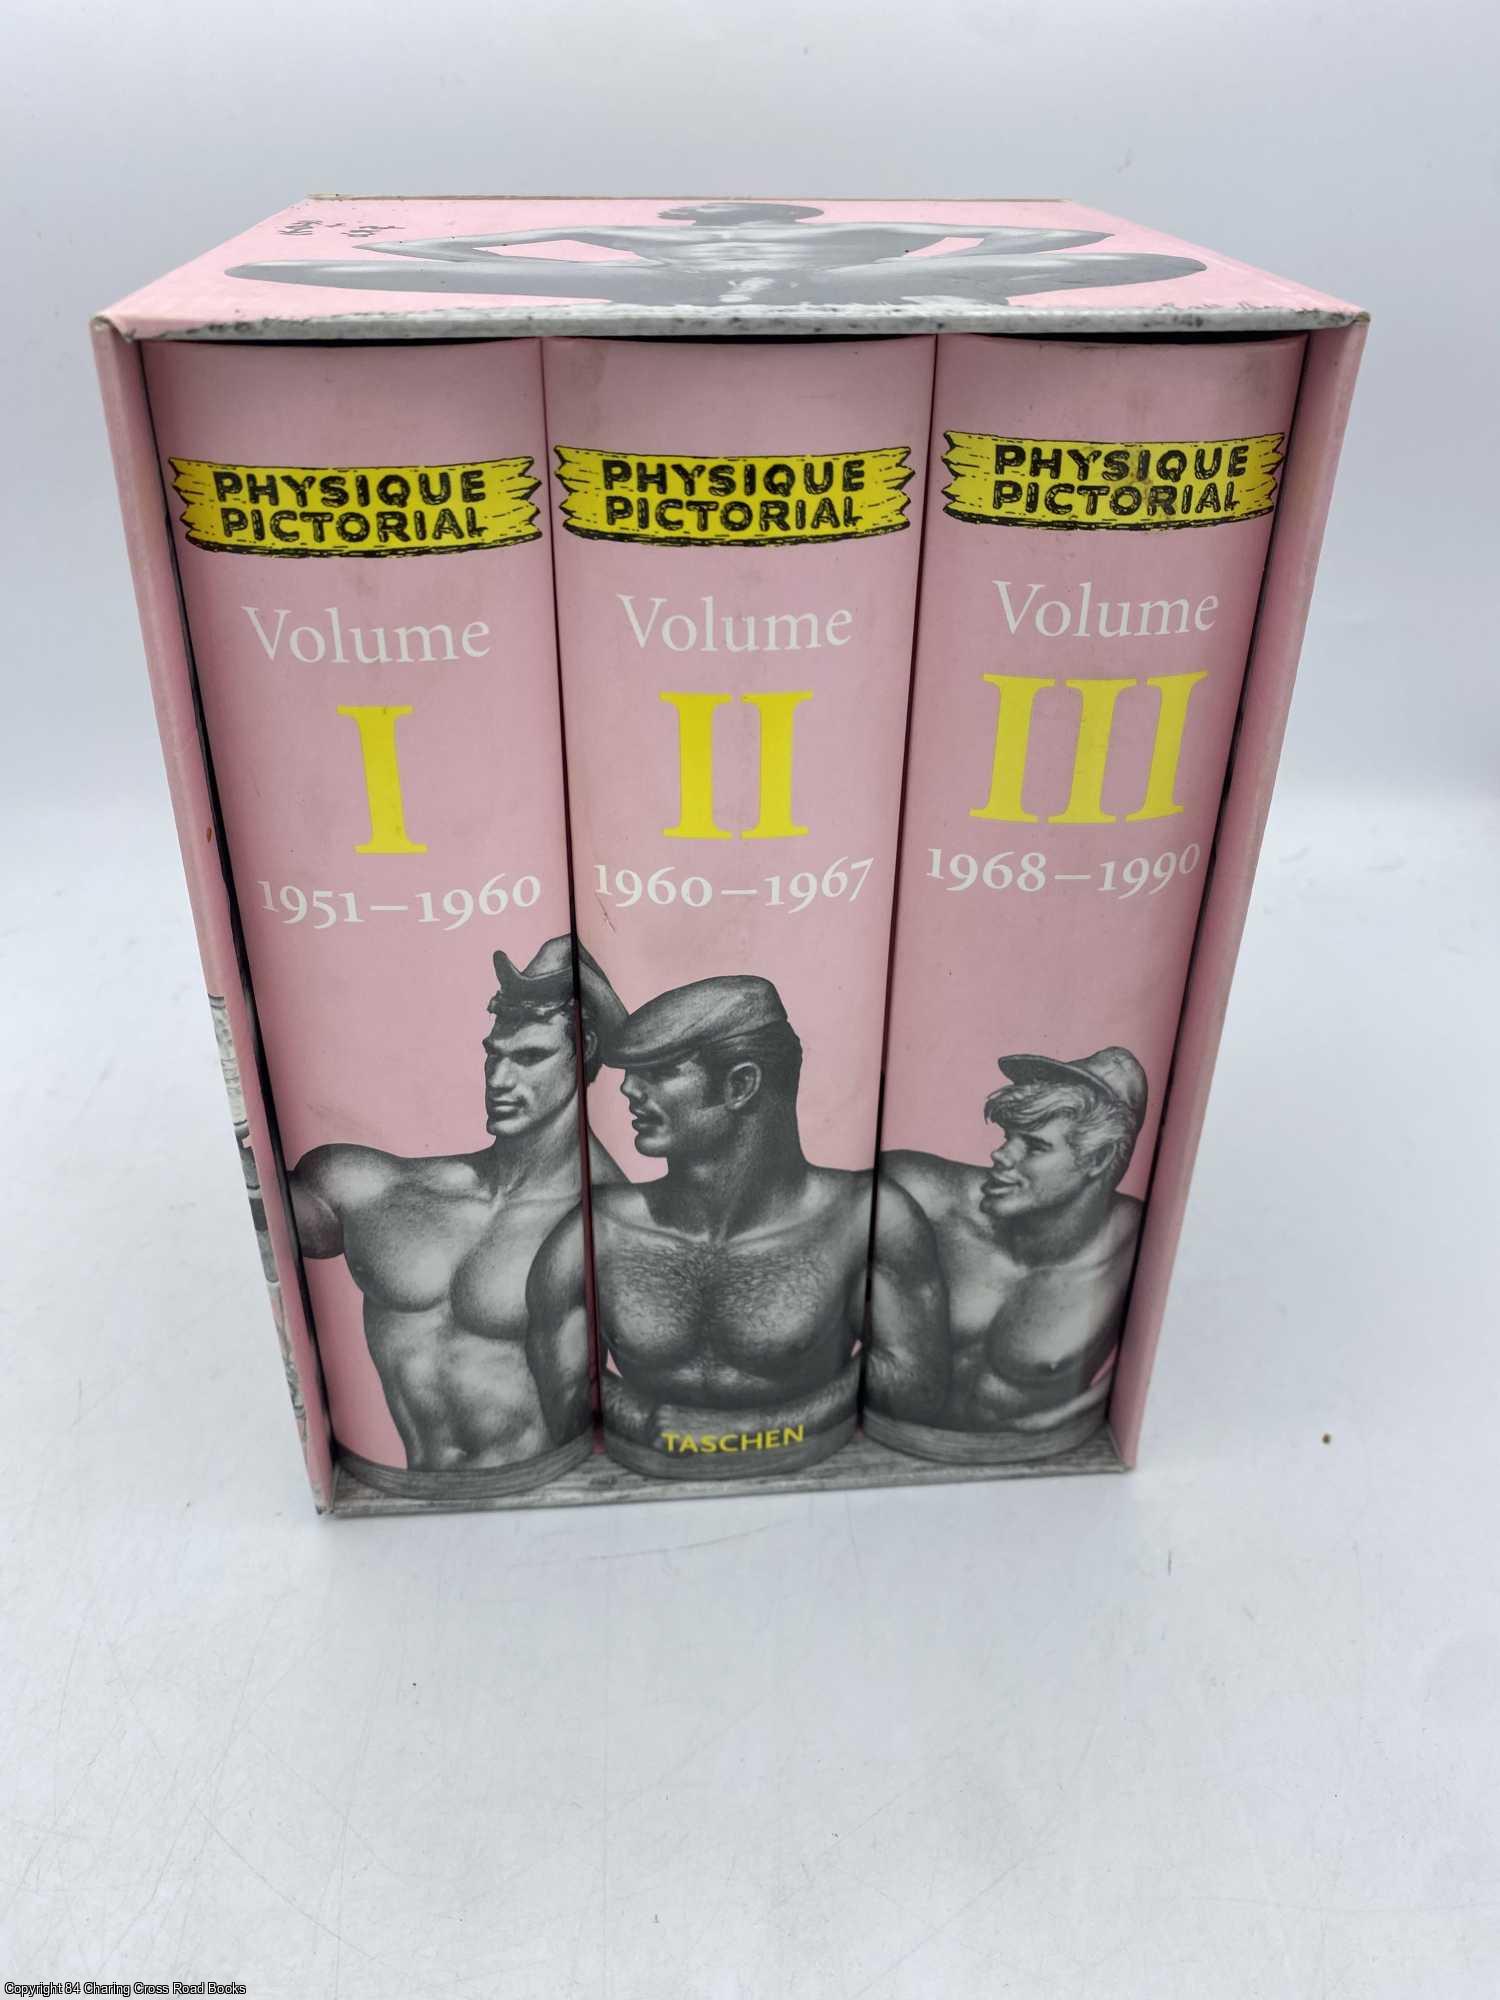 PHYSIQUE
PICTORIAL
Volume
I
1951–1960
PHYSIQUE
PICTORIAL
Volume
II
1960–1967
TASCHEN
PHYSIQUE
PICTORIAL
Volume
III
1968–1990
Copyright 84 Charing Cross Road Books